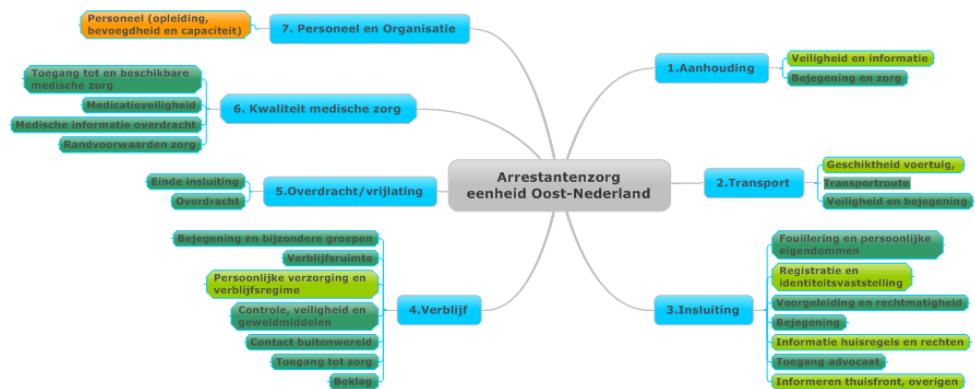 Arrestantenzorg
eenheid Oost-Nederland
1.Aanhouding
Veiligheid en informatie
Bejegening en zorg
2.Transport
Geschiktheid voertuig,
Transportroute
Veiligheid en bejegening
3.Insluiting
Fouillering en persoonlijke
eigendommen
Registratie en
identiteitsvaststelling
Voorgeleiding en rechtmatigheid
Bejegening
Informatie huisregels en rechten
Toegang advocaat
Informeren thuisfront, overigen
4.Verblijf
Bejegening en bijzondere groepen
Verblijfsruimte
Persoonlijke verzorging en
verblijfsregime
Controle, veiligheid en
geweldmiddelen
Contact buitenwereld
Toegang tot zorg
Beklag
5.Overdracht/vrijlating
Einde insluiting
Overdracht
6. Kwaliteit medische zorg
Toegang tot en beschikbare
medische zorg
Medicatieveiligheid
Medische informatie overdracht
Randvoorwaarden zorg
7. Personeel en Organisatie
Personeel (opleiding,
bevoegdheid en capaciteit)